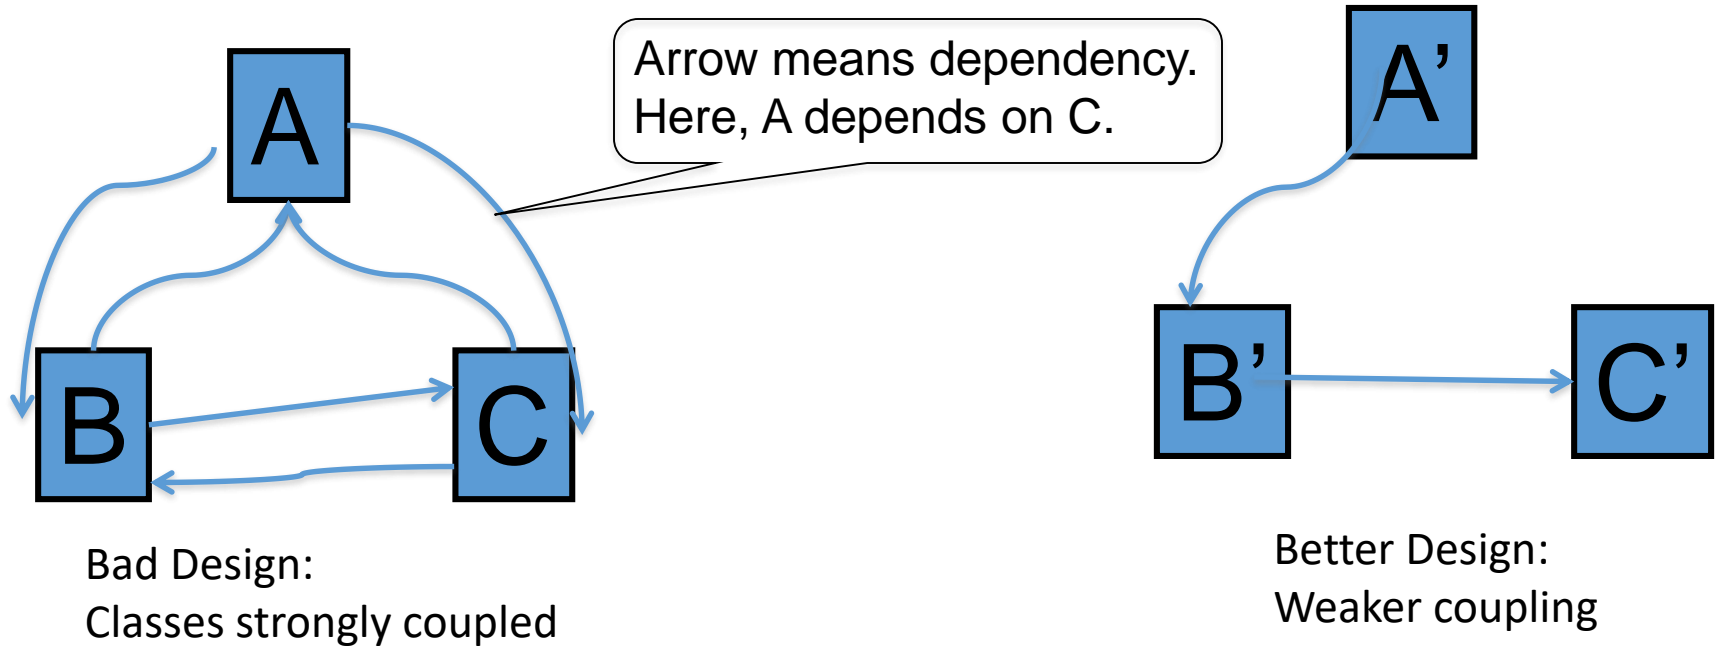 A
Arrow means dependency.
Here, A depends on C.
A’
B
C
B’
C’
Bad Design:
Classes strongly coupled
Better Design:
Weaker coupling